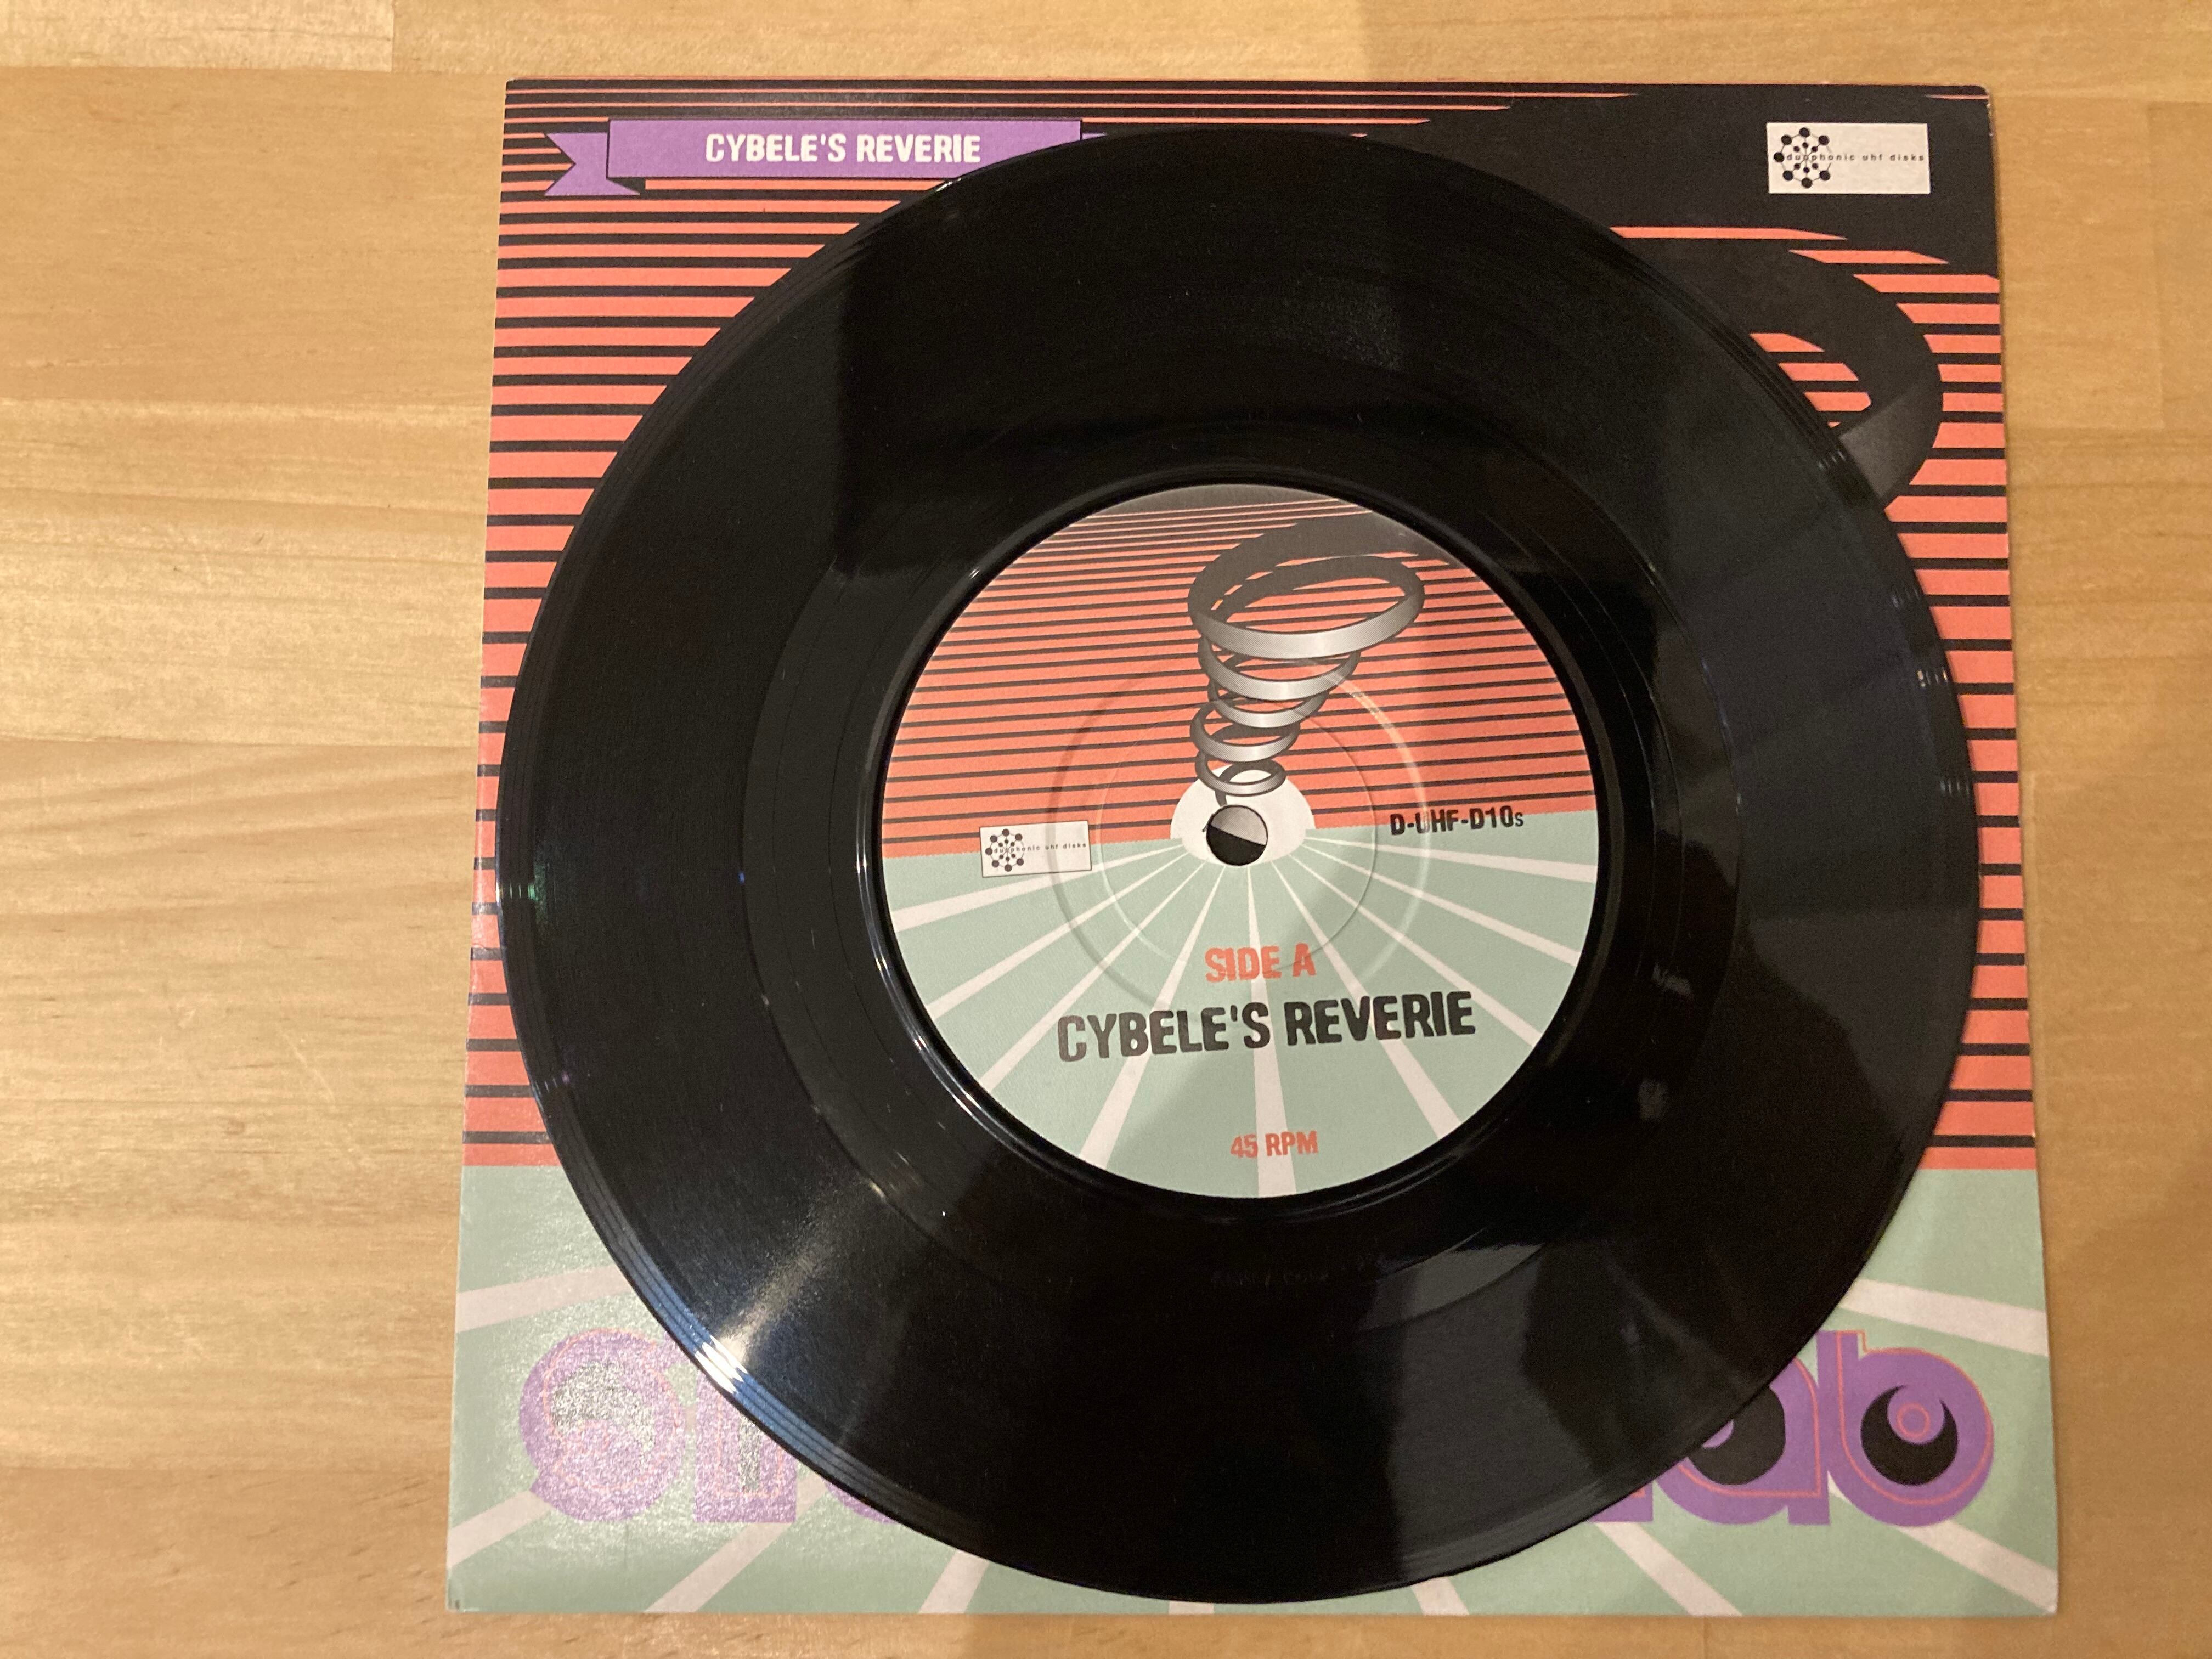 CYBELE'S REVERIE
duophonic uhf disks
D-UHF-D10s
duophonic uhf disks
SIDE A
CYBELE'S REVERIE
45 RPM